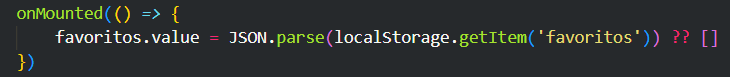 onMounted(() => {
    favoritos.value = JSON.parse(localStorage.getItem('favoritos')) ?? []
})